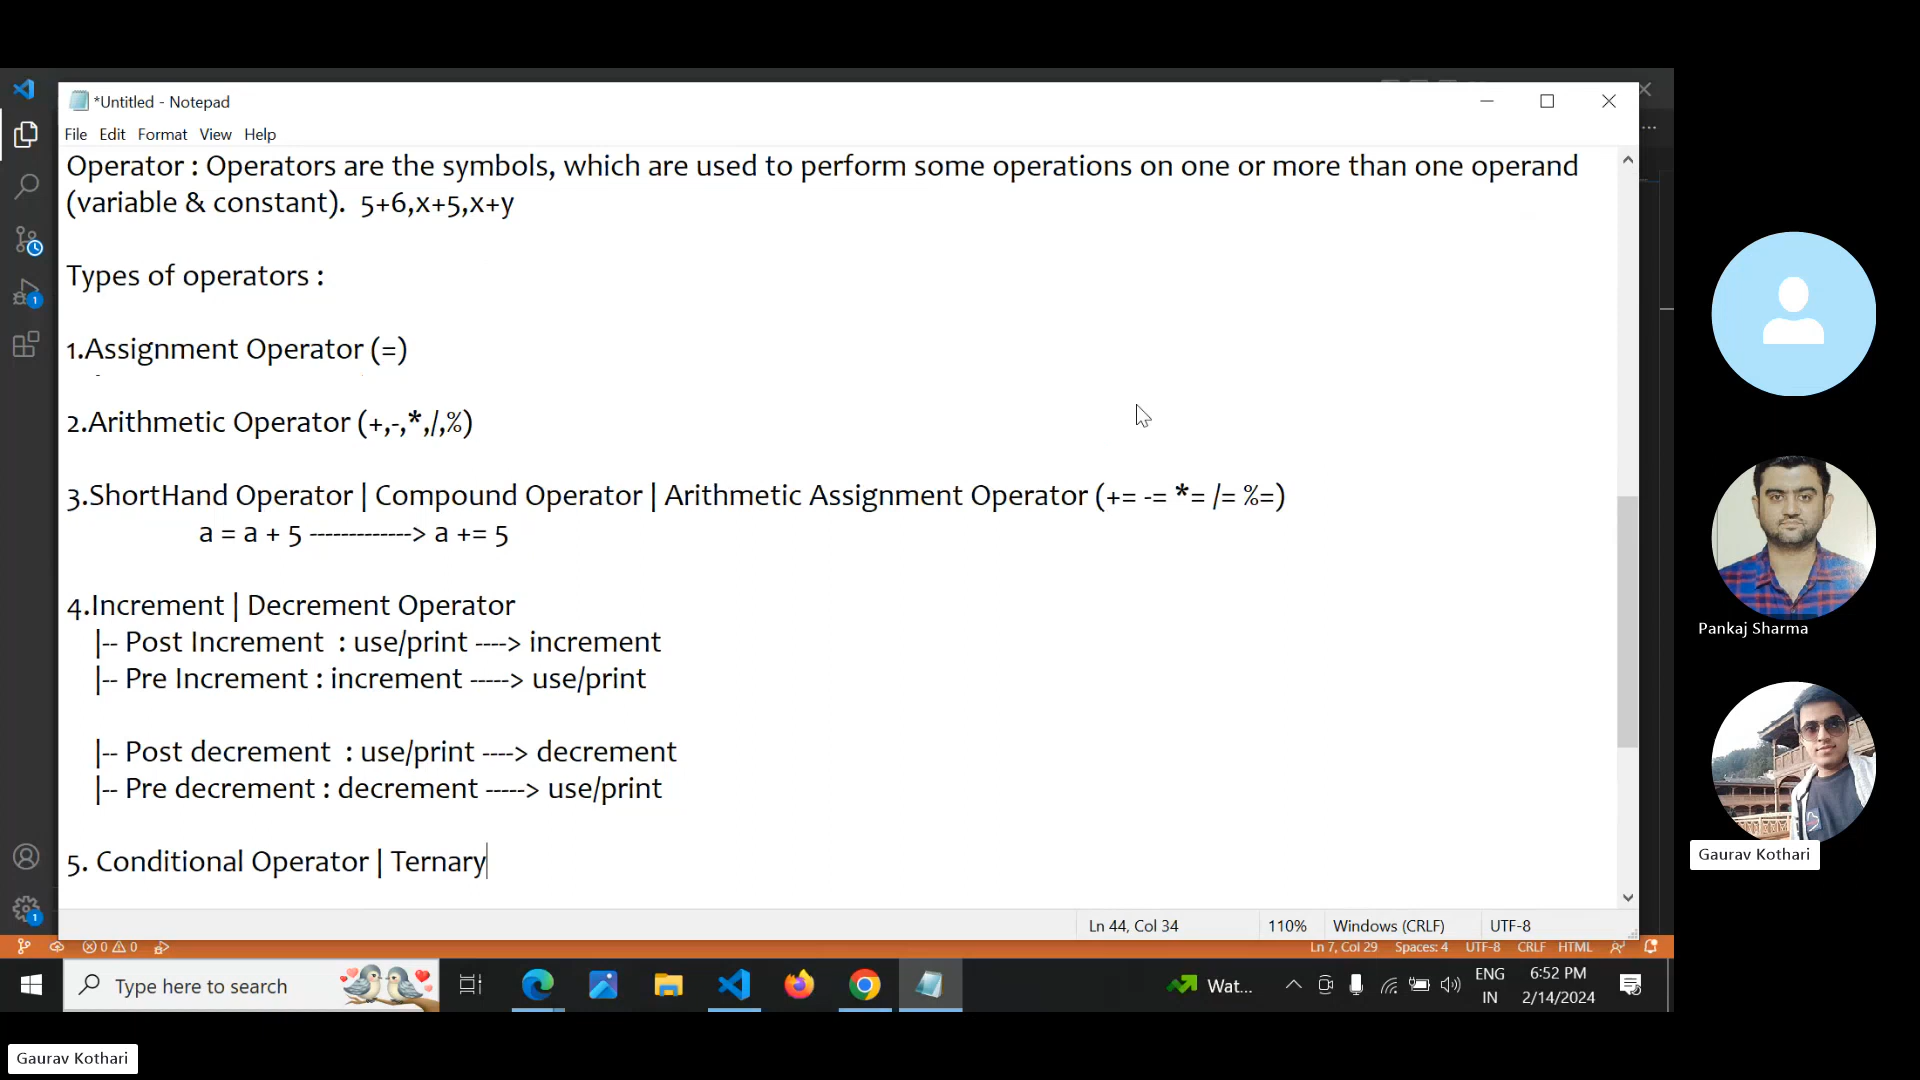 *Untitled - Notepad
File Edit Format View Help
Operator : Operators are the symbols, which are used to perform some operations on one or more than one operand
(variable & constant).  5+6,x+5,x+y
Types of operators :
1.Assignment Operator (=)
2.Arithmetic Operator (+,-,*,/,%)
3.ShortHand Operator | Compound Operator | Arithmetic Assignment Operator (+= -= *= /= %=)
a = a + 5 -------------> a += 5
4.Increment | Decrement Operator
|-- Post Increment  : use/print ----> increment
|-- Pre Increment : increment -----> use/print
|-- Post decrement  : use/print ----> decrement
|-- Pre decrement : decrement -----> use/print
5. Conditional Operator | Ternary
Ln 44, Col 34 110% Windows (CRLF) UTF-8
0 0 Ln 7, Col 29 Spaces: 4 UTF-8 CRLF HTML
Type here to search Wat... ENG IN 6:52 PM 2/14/2024
1
1
Pankaj Sharma
Gaurav Kothari
Gaurav Kothari